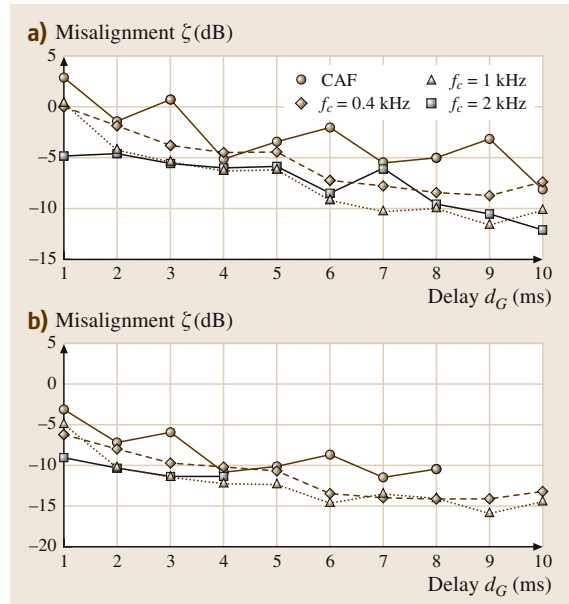 a) Misalignment ζ (dB)
5
0
–5
–10
–15
CAF
f_c = 1 kHz
f_c = 0.4 kHz
f_c = 2 kHz
1 2 3 4 5 6 7 8 9 10
Delay d_G (ms)
b) Misalignment ζ (dB)
5
0
–5
–10
–15
–20
1 2 3 4 5 6 7 8 9 10
Delay d_G (ms)